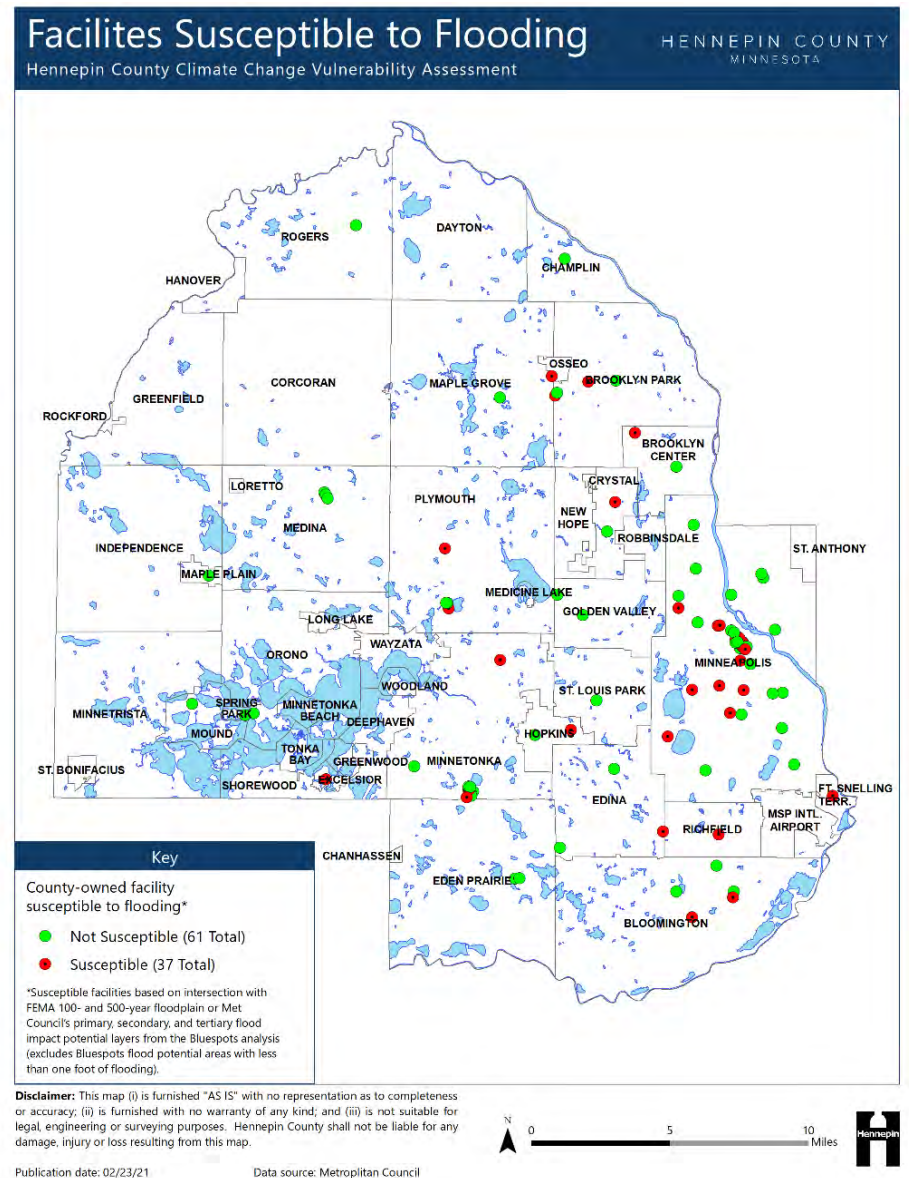 Facilites Susceptible to Flooding
HENNEPIN COUNTY
MINNESOTA
Hennepin County Climate Change Vulnerability Assessment
ROGERS
DAYTON
CHAMPLIN
HANOVER
OSSEO
CORCORAN
MAPLE GROVE
BROOKLYN PARK
GREENFIELD
ROCKFORD
BROOKLYN
CENTER
LORETTO
CRYSTAL
PLYMOUTH
NEW
HOPE
MEDINA
ROBBINSDALE
INDEPENDENCE
ST. ANTHONY
MAPLE PLAIN
MEDICINE LAKE
GOLDEN VALLEY
LONG LAKE
WAYZATA
ORONO
MINNEAPOLIS
WOODLAND
ST. LOUIS PARK
SPRING
PARK
MINNETONKA
BEACH
MINNETRISTA
DEEPHAVEN
MOUND
HOPKINS
TONKA
BAY
GREENWOOD
MINNETONKA
ST. BONIFACIUS
EXCELSIOR
SHOREWOOD
FT. SNELLING
TERR.
EDINA
MSP INTL.
AIRPORT
RICHFIELD
CHANHASSEN
EDEN PRAIRIE
BLOOMINGTON
Key
County-owned facility
susceptible to flooding*
Not Susceptible (61 Total)
Susceptible (37 Total)
*Susceptible facilities based on intersection with
FEMA 100- and 500-year floodplain or Met
Council's primary, secondary, and tertiary flood
impact potential layers from the Bluespots analysis
(excludes Bluespots flood potential areas with less
than one foot of flooding).
Disclaimer: This map (i) is furnished "AS IS" with no representation as to completeness
or accuracy; (ii) is furnished with no warranty of any kind; and (iii) is not suitable for
legal, engineering or surveying purposes. Hennepin County shall not be liable for any
damage, injury or loss resulting from this map.
N
0 5 10
Miles
Hennepin
Publication date: 02/23/21 Data source: Metroplitan Council